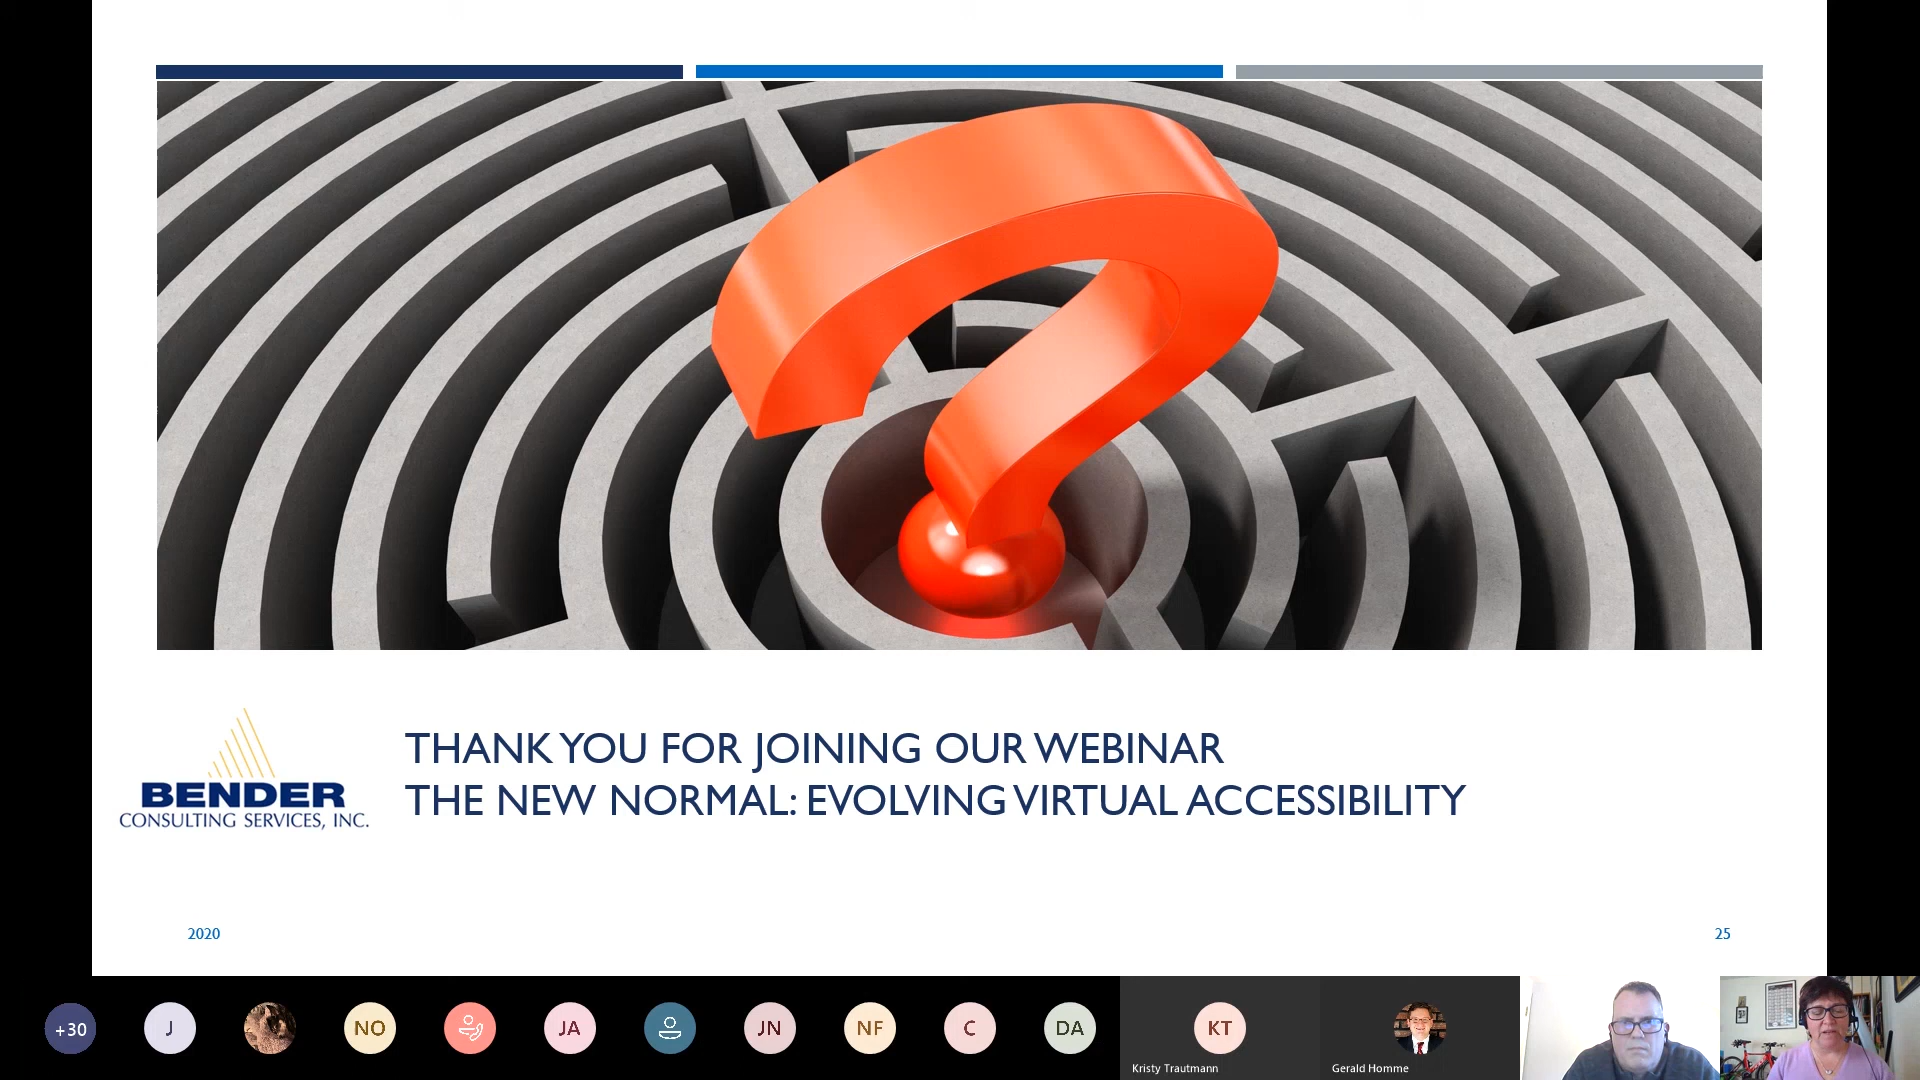 BENDER
CONSULTING SERVICES, INC.
THANK YOU FOR JOINING OUR WEBINAR
THE NEW NORMAL: EVOLVING VIRTUAL ACCESSIBILITY
2020
25
+30
J
NO
JA
JN
NF
C
DA
KT
Kristy Trautmann
Gerald Homme